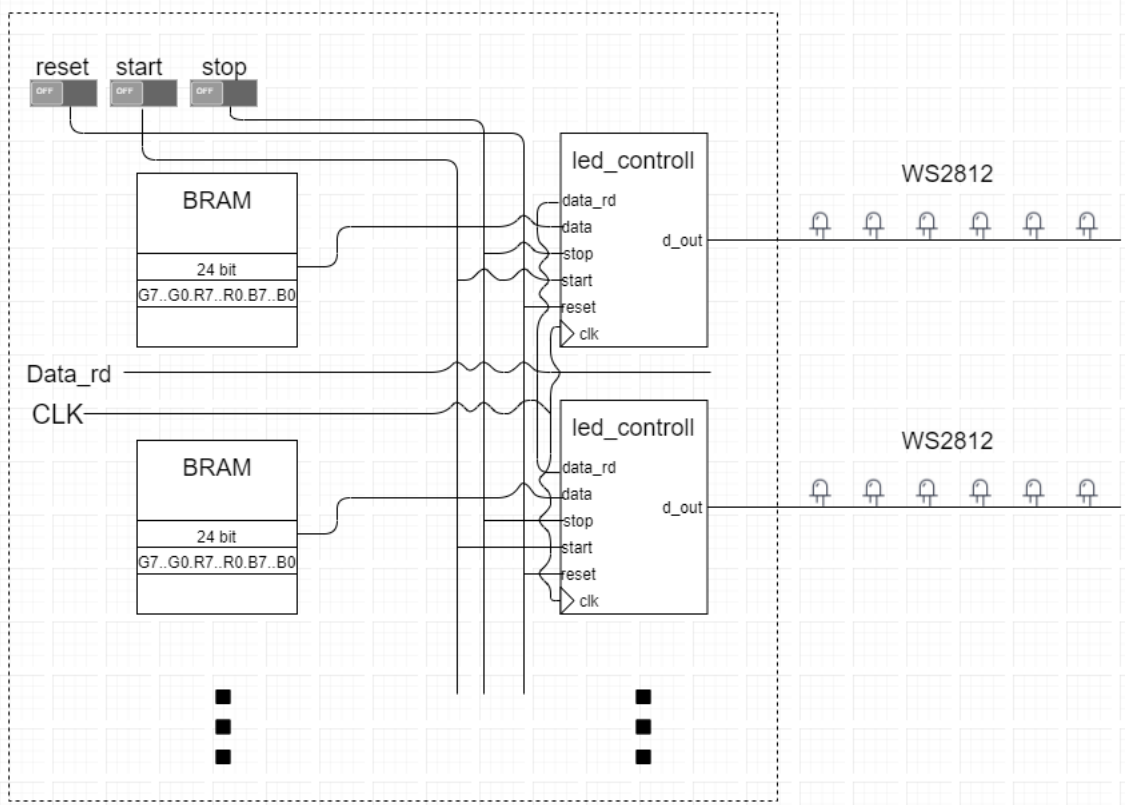 reset start stop
OFF OFF OFF
led_controll
WS2812
BRAM
data_rd
data
stop
d_out
24 bit
start
G7..G0.R7..R0.B7..B0
reset
clk
Data_rd
CLK
led_controll
WS2812
BRAM
data_rd
data
stop
d_out
24 bit
start
G7..G0.R7..R0.B7..B0
reset
clk